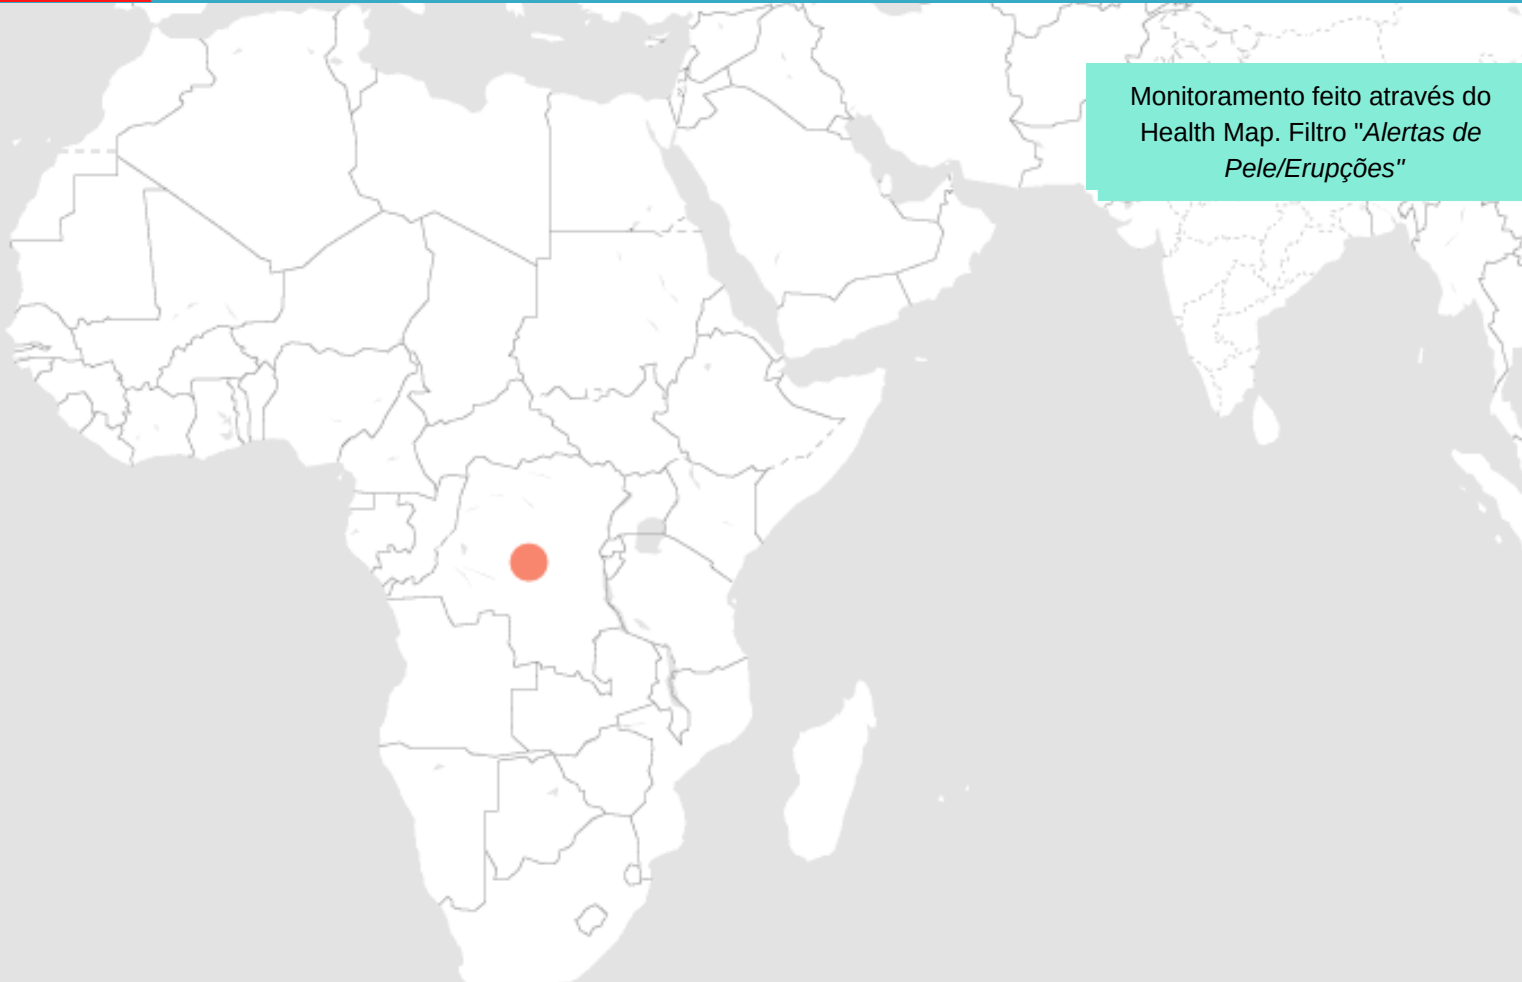 Monitoramento feito através do
Health Map. Filtro "Alertas de
Pele/Erupções"